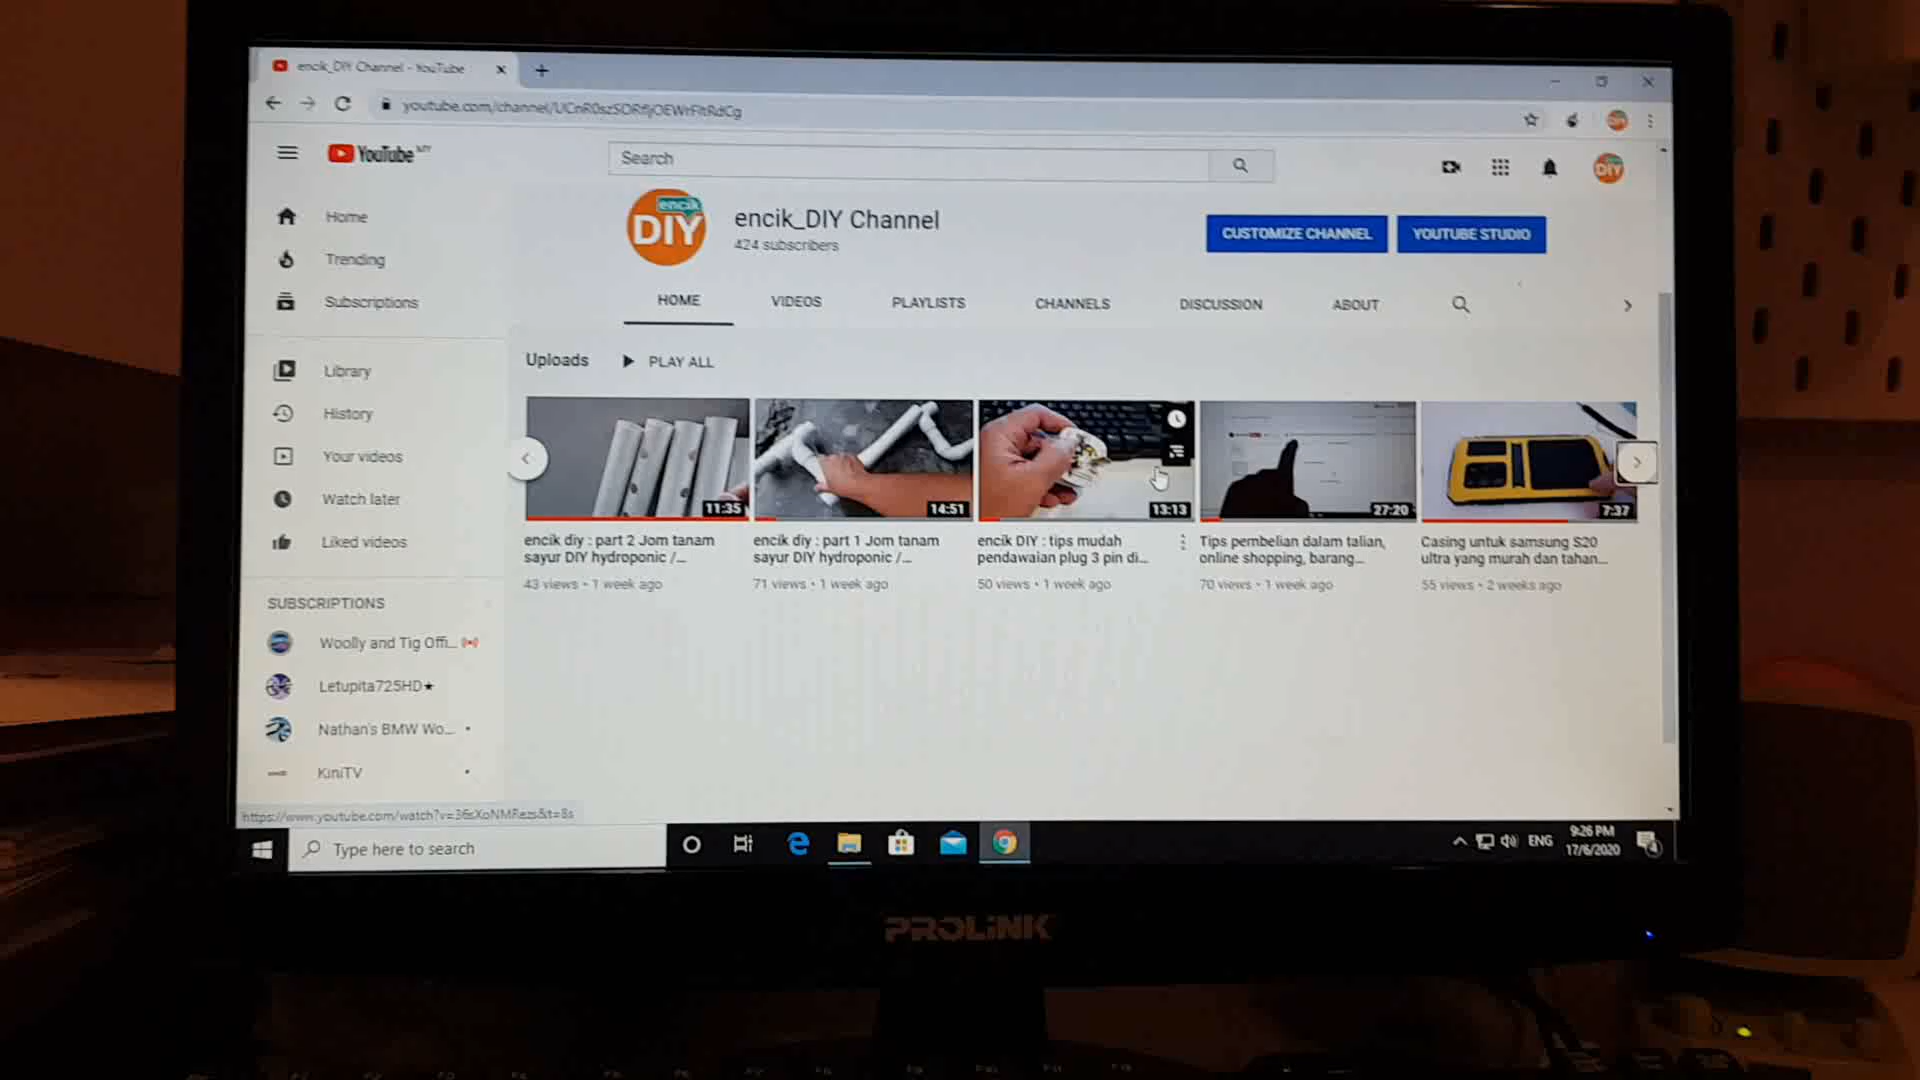 encik_DIY Channel - YouTube
youtube.com/channel/
YouTube MY
Search
Home
Trending
Subscriptions
Library
History
Your videos
Watch later
Liked videos
SUBSCRIPTIONS
Woolly and Tig Offi...
Letupita725HD★
Nathan's BMW Wo...
KiniTV
encik
DIY
encik_DIY Channel
424 subscribers
CUSTOMIZE CHANNEL
YOUTUBE STUDIO
DIY
HOME
VIDEOS
PLAYLISTS
CHANNELS
DISCUSSION
ABOUT
Uploads
PLAY ALL
11:35
encik diy : part 2 Jom tanam
sayur DIY hydroponic /...
43 views • 1 week ago
14:51
encik diy : part 1 Jom tanam
sayur DIY hydroponic /...
71 views • 1 week ago
13:13
encik DIY : tips mudah
pendawaian plug 3 pin di...
50 views • 1 week ago
27:20
Tips pembelian dalam talian,
online shopping, barang...
70 views • 1 week ago
7:37
Casing untuk samsung S20
ultra yang murah dan tahan...
55 views • 2 weeks ago
Type here to search
ENG
9:26 PM
17/6/2020
4
PROLiNK